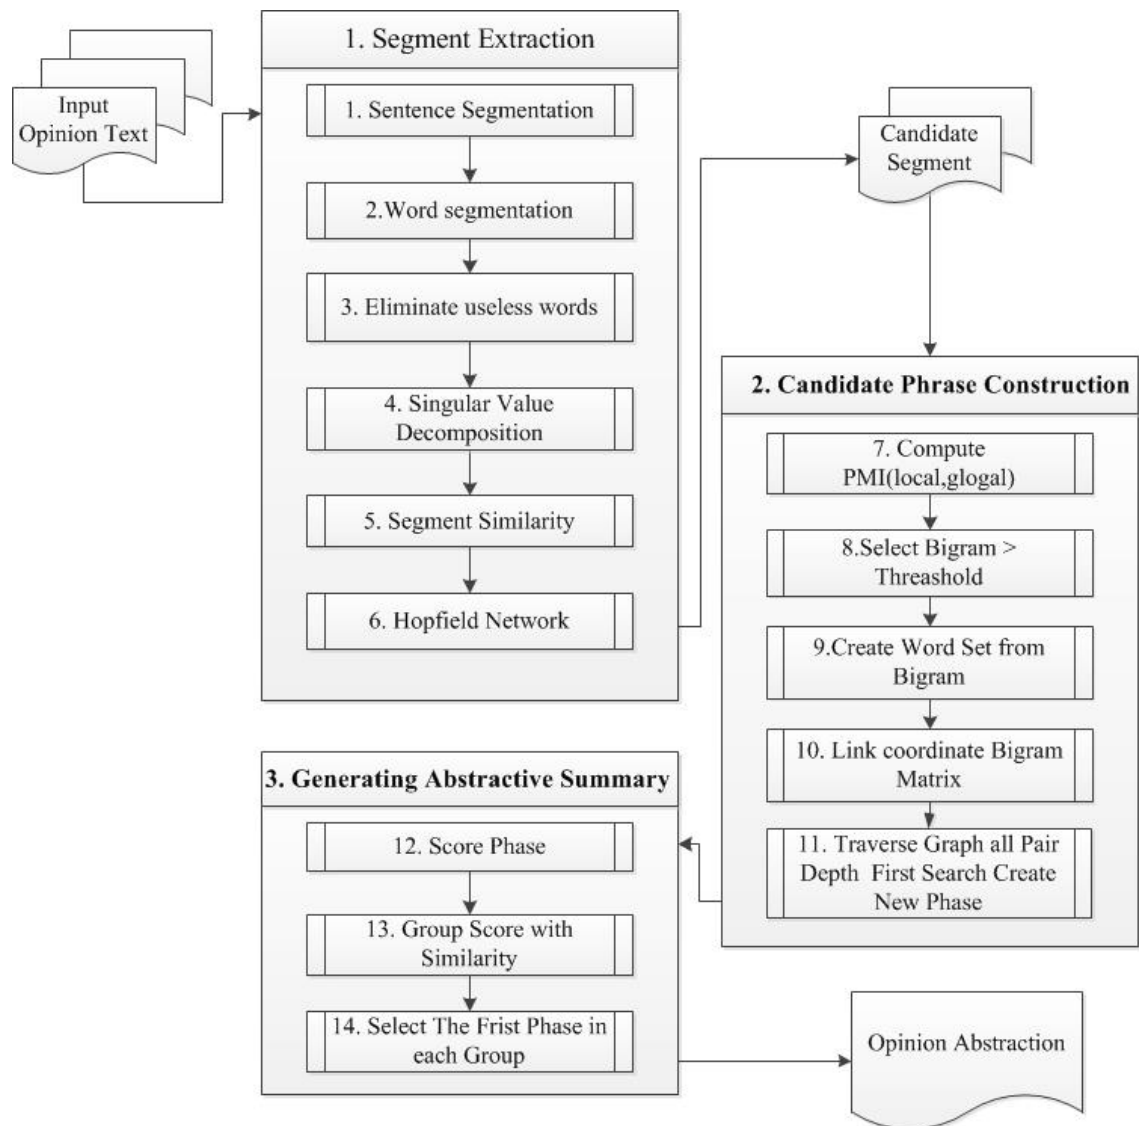 Input
Opinion Text
1. Segment Extraction
1. Sentence Segmentation
2.Word segmentation
3. Eliminate useless words
4. Singular Value
Decomposition
5. Segment Similarity
6. Hopfield Network
Candidate
Segment
2. Candidate Phrase Construction
7. Compute
PMI(local,glogal)
8.Select Bigram >
Threashold
9.Create Word Set from
Bigram
10. Link coordinate Bigram
Matrix
11. Traverse Graph all Pair
Depth First Search Create
New Phase
3. Generating Abstractive Summary
12. Score Phase
13. Group Score with
Similarity
14. Select The Frist Phase in
each Group
Opinion Abstraction